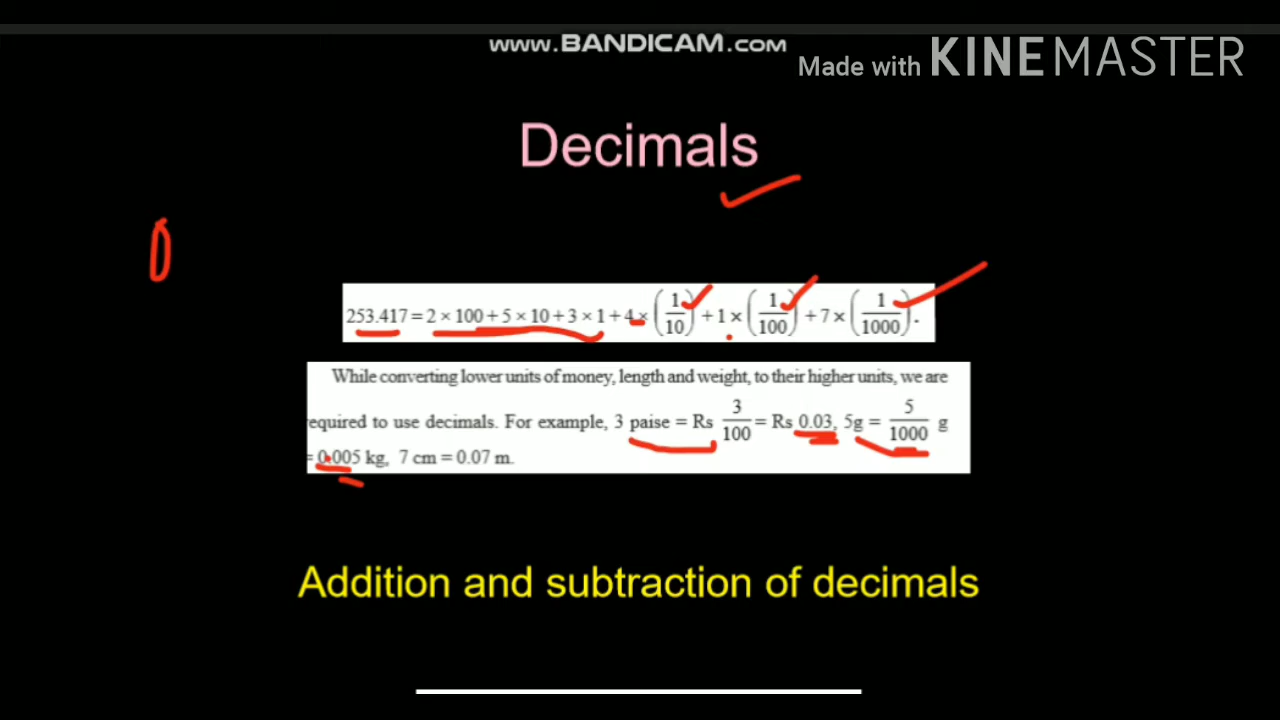 www.BANDICAM.com
Made with KINEMASTER
Decimals
0
253.417 = 2 × 100 + 5 × 10 + 3 × 1 + 4 × (1/10) + 1 × (1/100) + 7 × (1/1000).
While converting lower units of money, length and weight, to their higher units, we are
required to use decimals. For example, 3 paise = Rs 3/100 = Rs 0.03, 5g = 5/1000 g
= 0.005 kg, 7 cm = 0.07 m.
Addition and subtraction of decimals